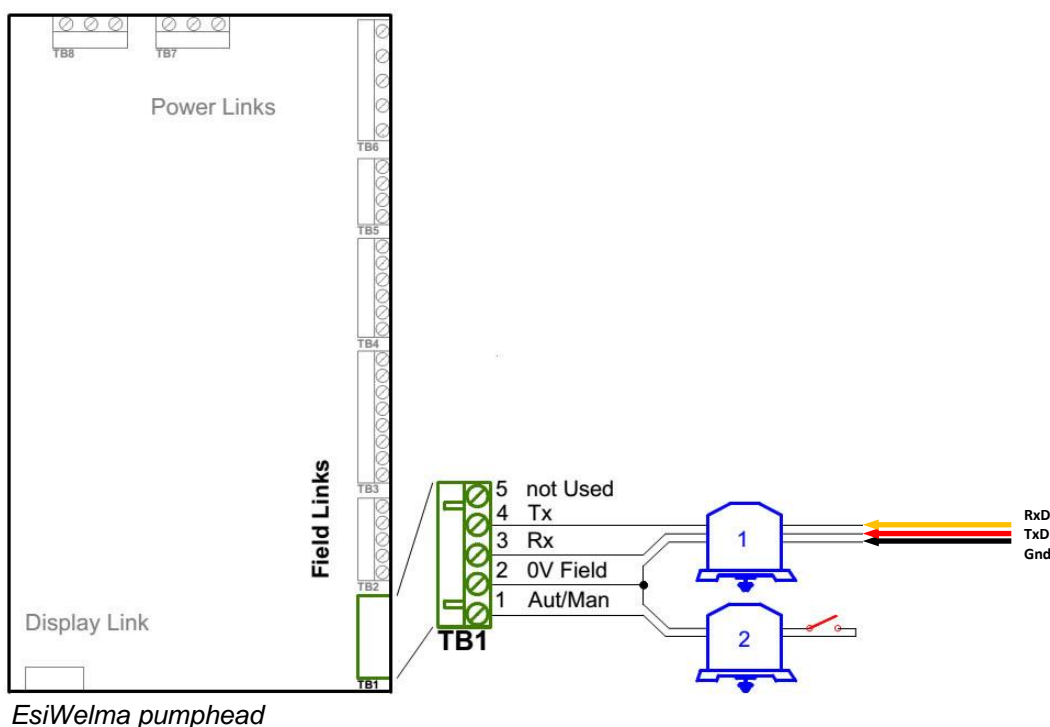 TB8
TB7
Power Links
TB6
TB5
TB4
TB3
TB2
TB1
Field Links
Display Link
5 not Used
4 Tx
3 Rx
2 0V Field
1 Aut/Man
TB1
1
2
RxD
TxD
Gnd
EsiWelma pumphead